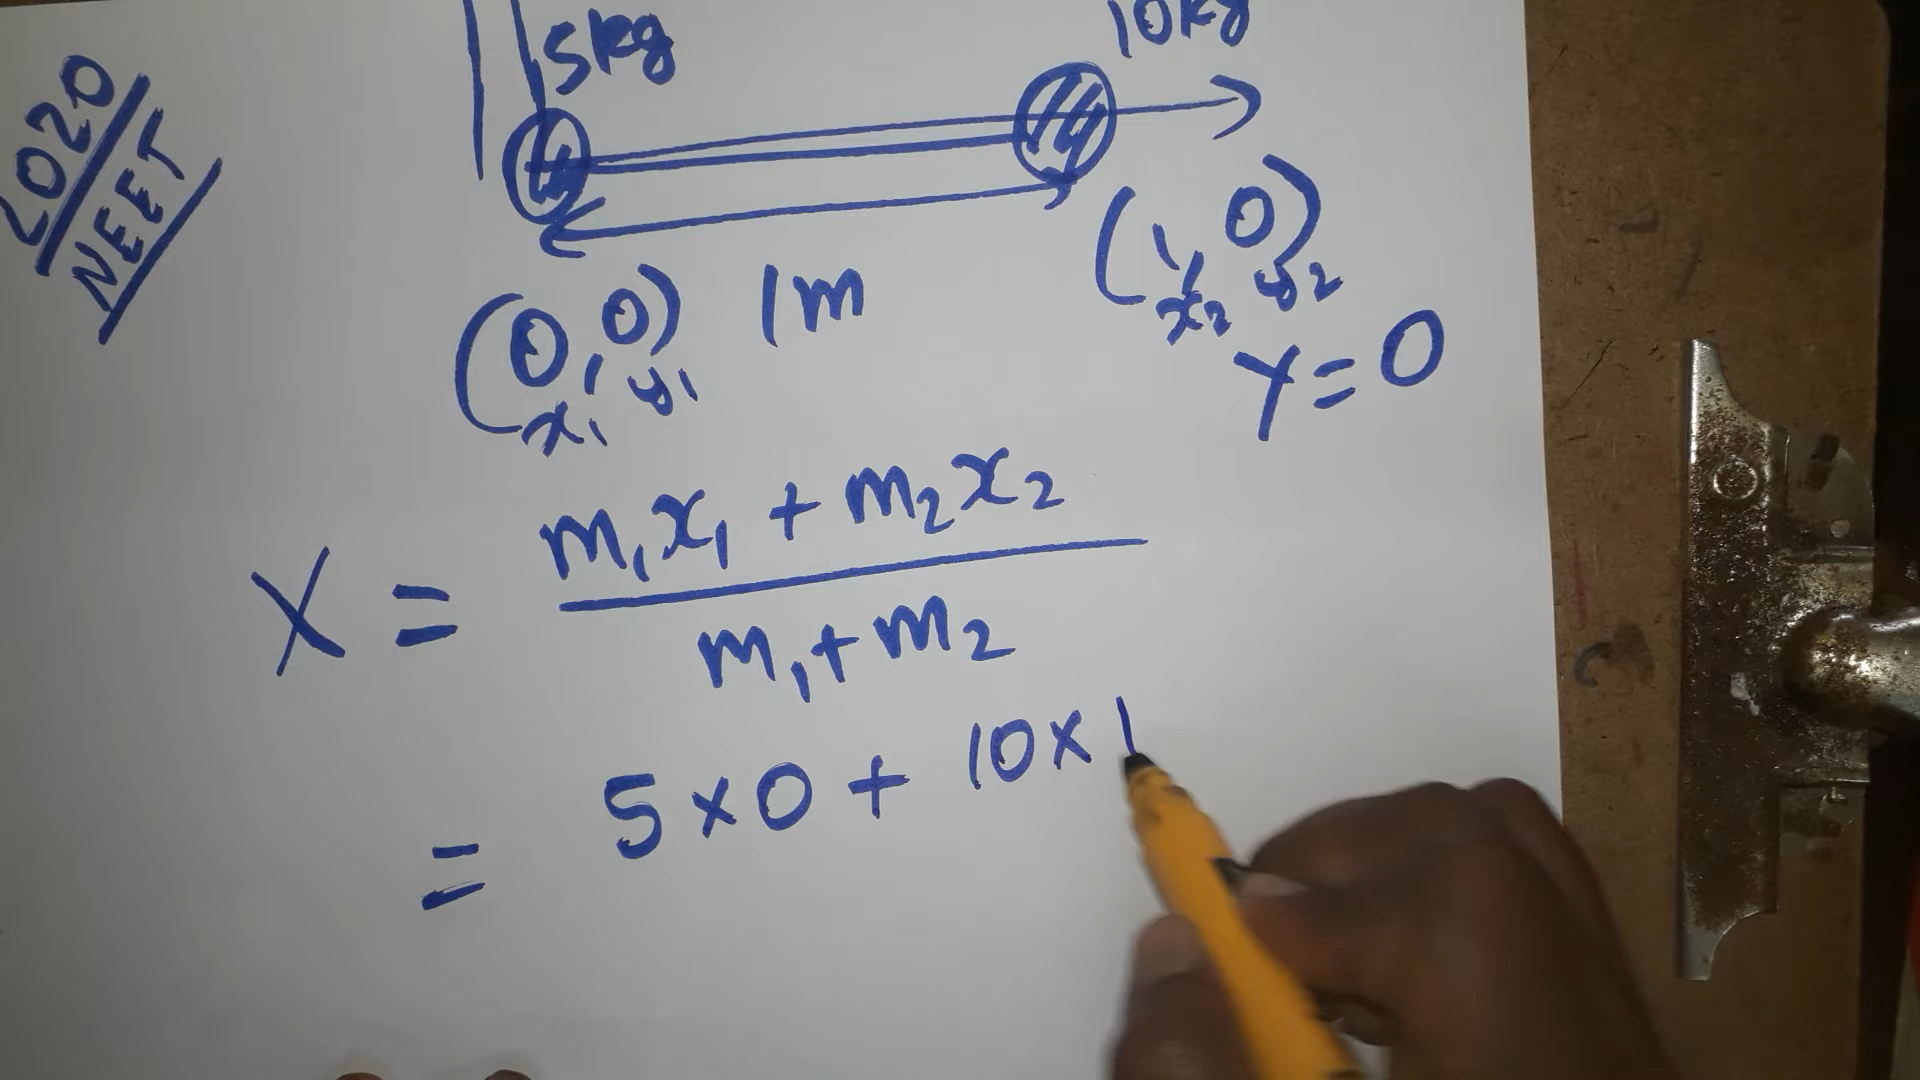 2020
NEET
5kg
10kg
(0, 0)
x₁ y₁
1m
(1, 0)
x₂ y₂
Y=0
X = m₁x₁ + m₂x₂
m₁+m₂
= 5×0 + 10×1